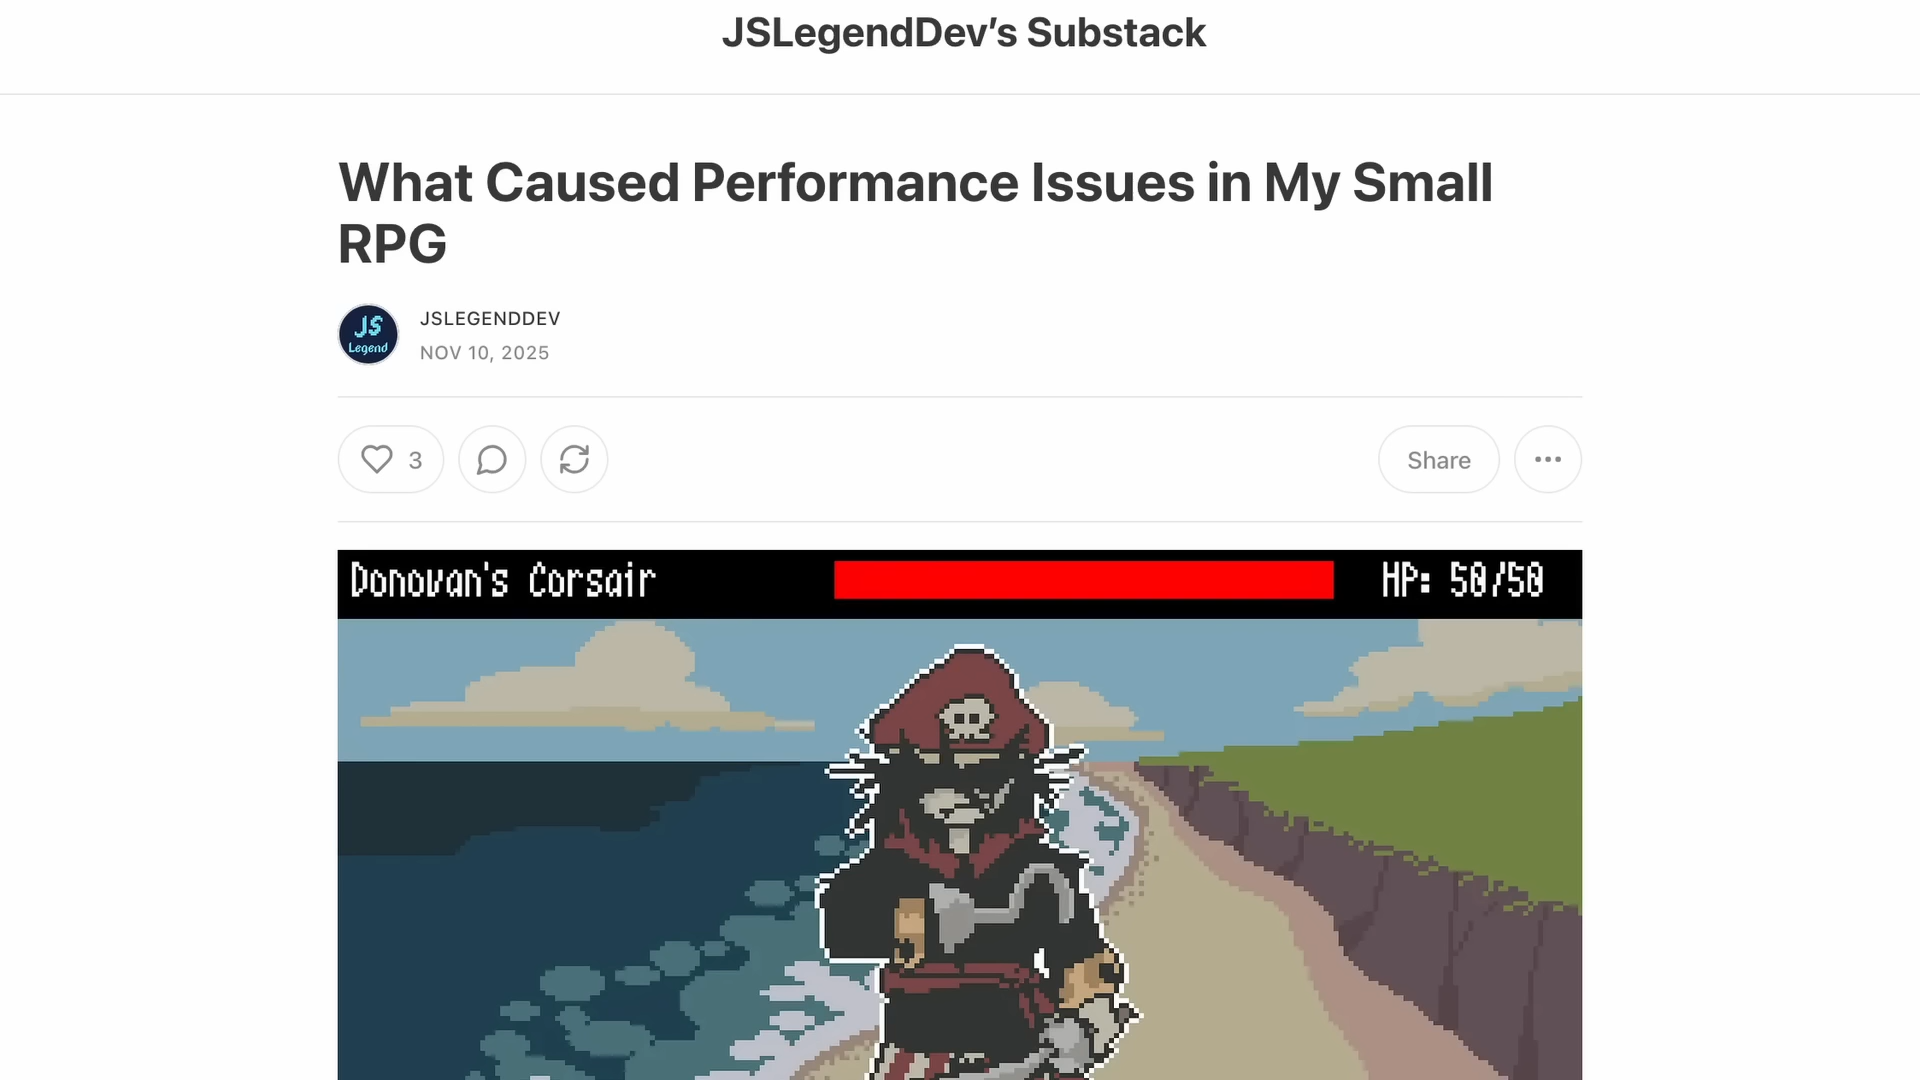 JSLegendDev’s Substack
What Caused Performance Issues in My Small
RPG
JS
Legend
JSLEGENDDEV
NOV 10, 2025
3
Share
Donovan's Corsair
HP: 50/50